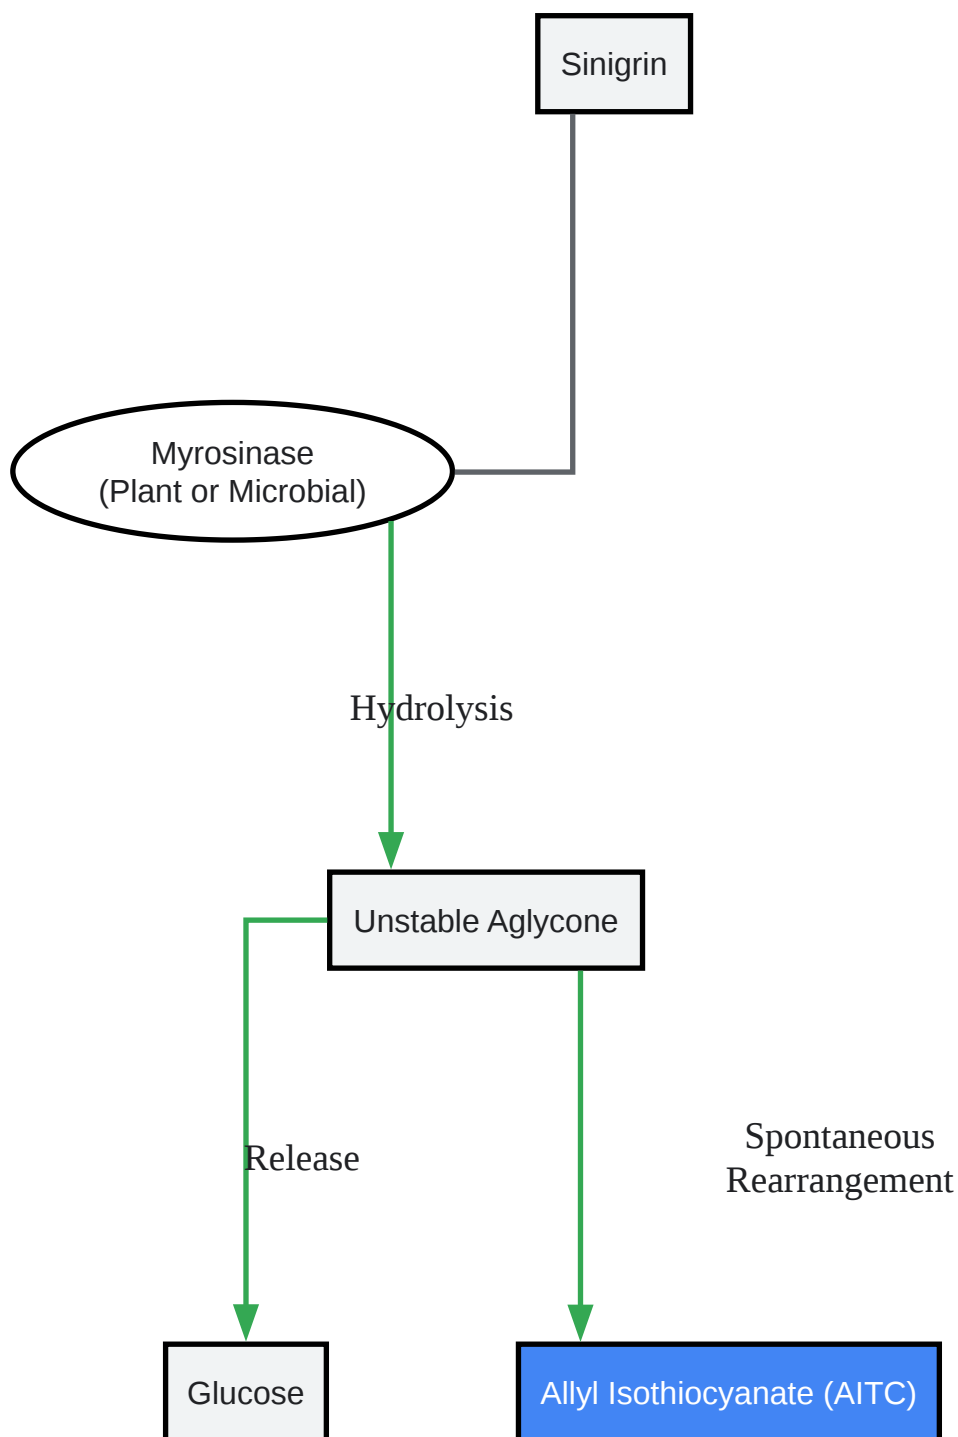 Sinigrin
Myrosinase
(Plant or Microbial)
Hydrolysis
Unstable Aglycone
Release
Spontaneous
Rearrangement
Glucose
Allyl Isothiocyanate (AITC)